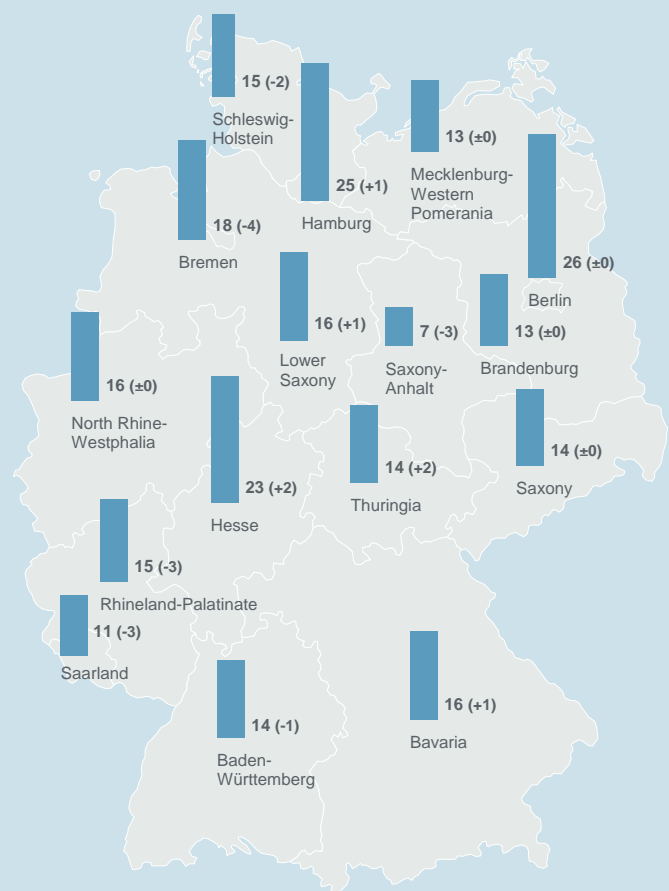 15 (-2)
Schleswig-
Holstein
25 (+1)
Hamburg
13 (±0)
Mecklenburg-
Western
Pomerania
18 (-4)
Bremen
26 (±0)
Berlin
16 (+1)
Lower
Saxony
7 (-3)
Saxony-
Anhalt
13 (±0)
Brandenburg
16 (±0)
North Rhine-
Westphalia
23 (+2)
Hesse
14 (+2)
Thuringia
14 (±0)
Saxony
15 (-3)
Rhineland-Palatinate
11 (-3)
Saarland
14 (-1)
Baden-
Württemberg
16 (+1)
Bavaria